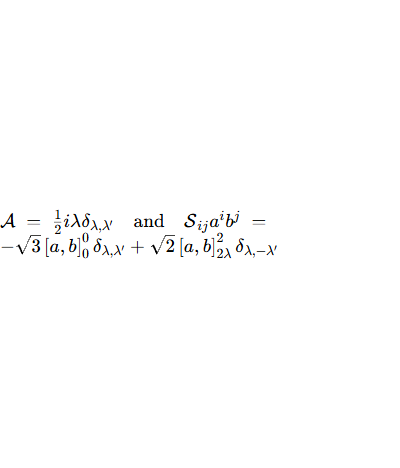 𝒜 = ½iλδ_{λ,λ′} and 𝒮_{ij}a^i b^j =
−√3 [a, b]^0_0 δ_{λ,λ′} + √2 [a, b]^2_{2λ} δ_{λ,−λ′}